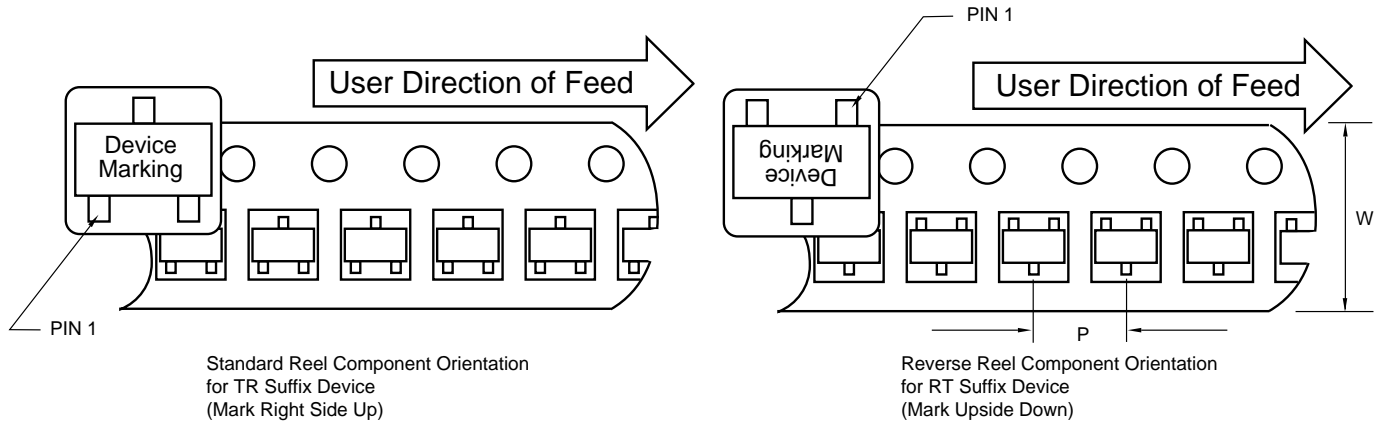 PIN 1
User Direction of Feed
User Direction of Feed
Device
Marking
Device
Marking
W
PIN 1
P
Standard Reel Component Orientation
for TR Suffix Device
(Mark Right Side Up)
Reverse Reel Component Orientation
for RT Suffix Device
(Mark Upside Down)